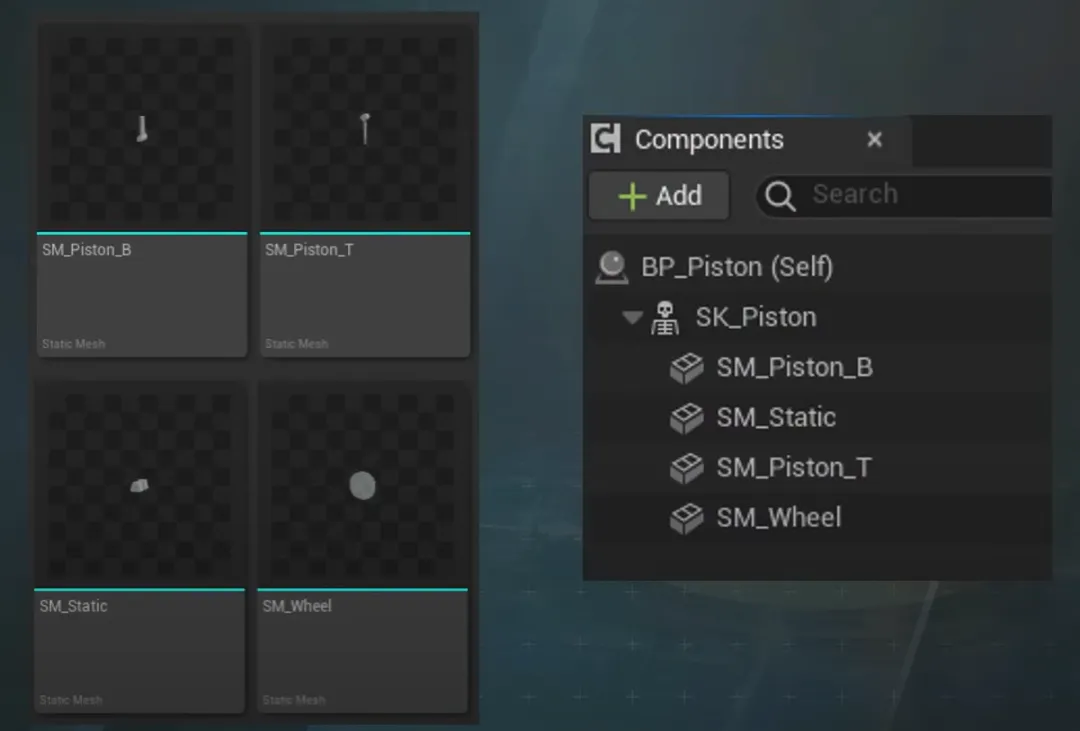 SM_Piston_B
Static Mesh
SM_Piston_T
Static Mesh
SM_Static
Static Mesh
SM_Wheel
Static Mesh
Components
Add
Search
BP_Piston (Self)
SK_Piston
SM_Piston_B
SM_Static
SM_Piston_T
SM_Wheel